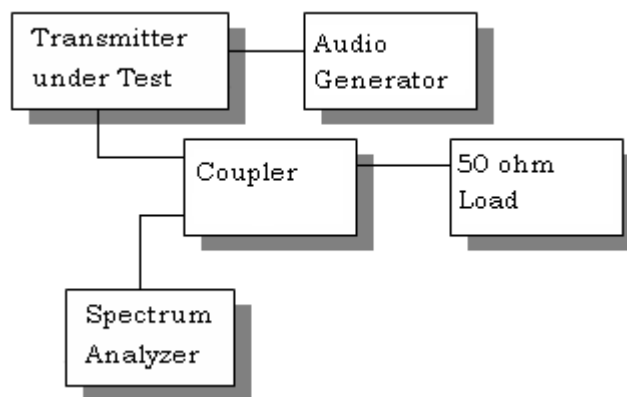 Transmitter
under Test
Audio
Generator
Coupler
50 ohm
Load
Spectrum
Analyzer